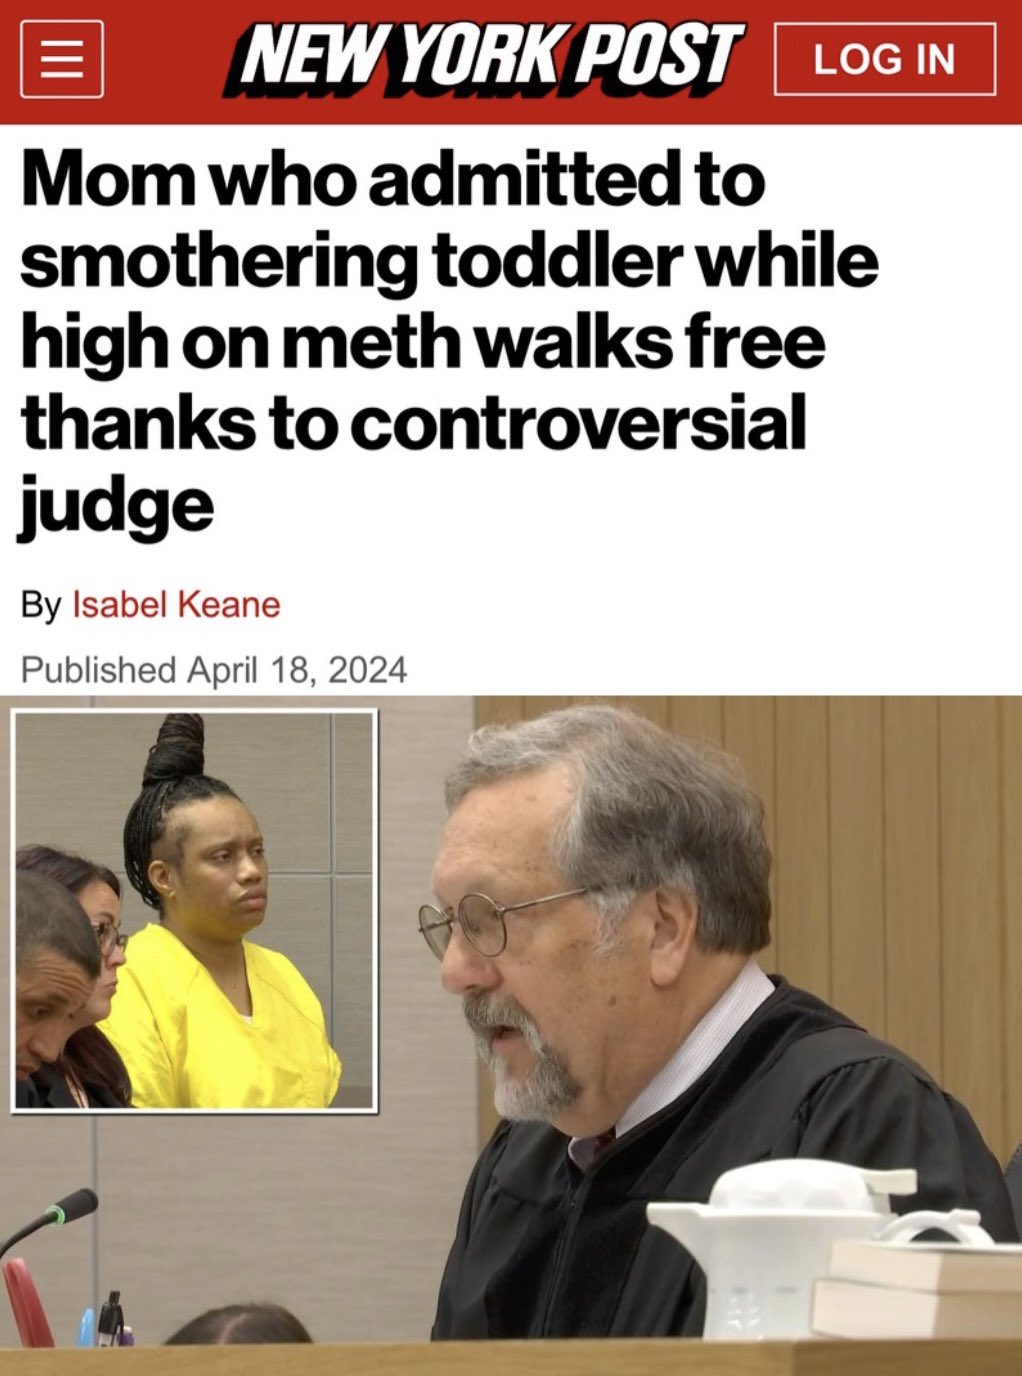 NEW YORK POST
LOG IN
Mom who admitted to
smothering toddler while
high on meth walks free
thanks to controversial
judge
By Isabel Keane
Published April 18, 2024